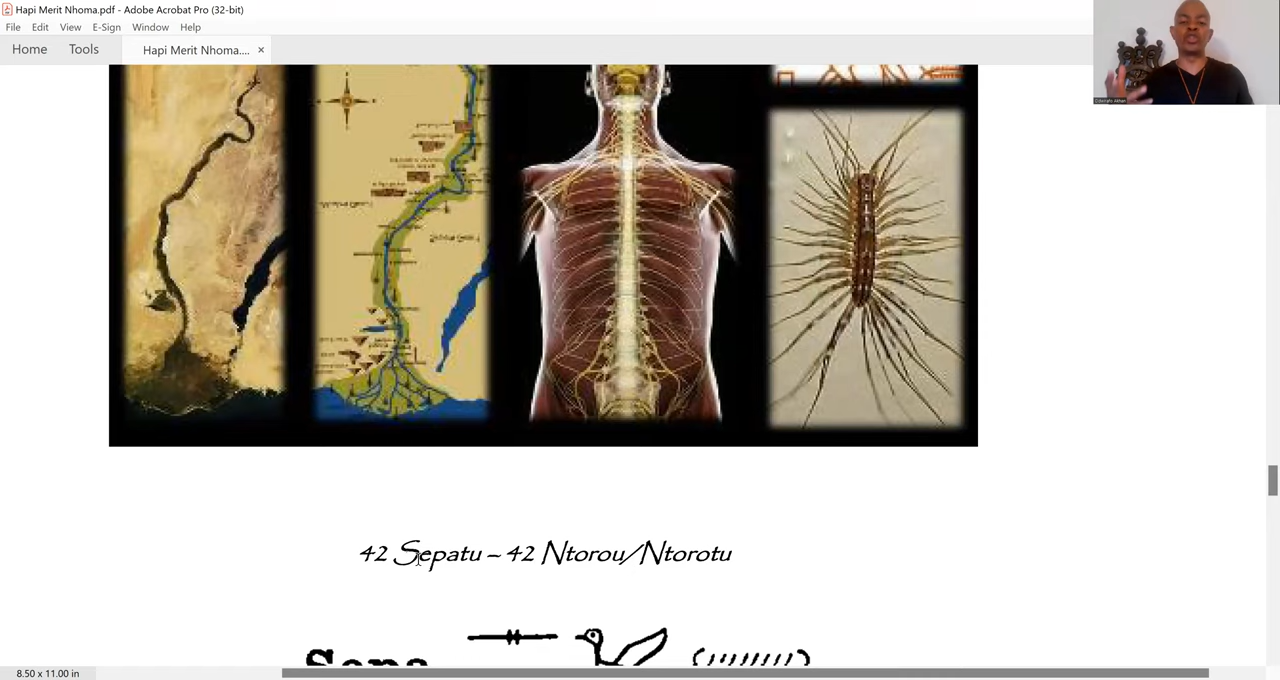 Hapi Merit Nhoma.pdf - Adobe Acrobat Pro (32-bit)
File Edit View E-Sign Window Help
Home Tools Hapi Merit Nhoma.... ×
42 Sepatu – 42 Ntorou/Ntorotu
Sepa
8.50 x 11.00 in